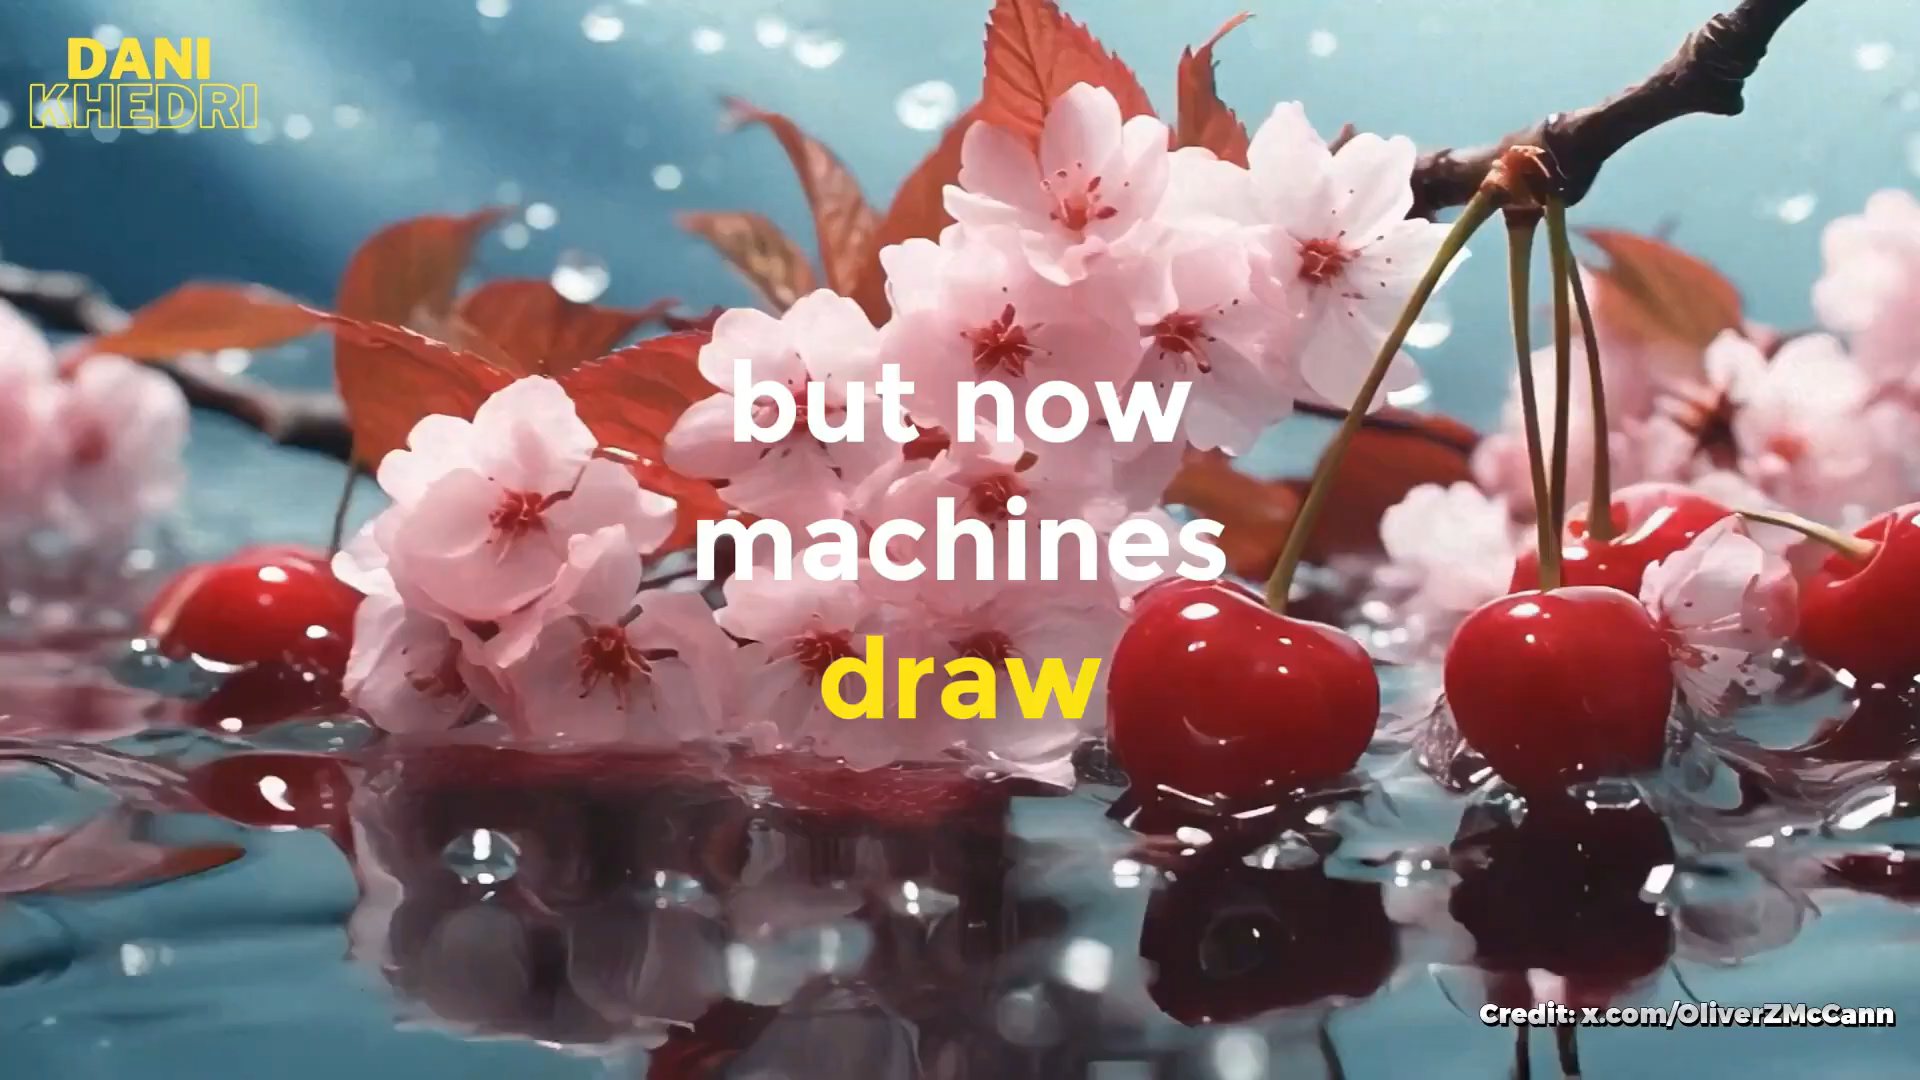 DANI
KHEDRI
but now
machines
draw
Credit: x.com/OliverZMcCann